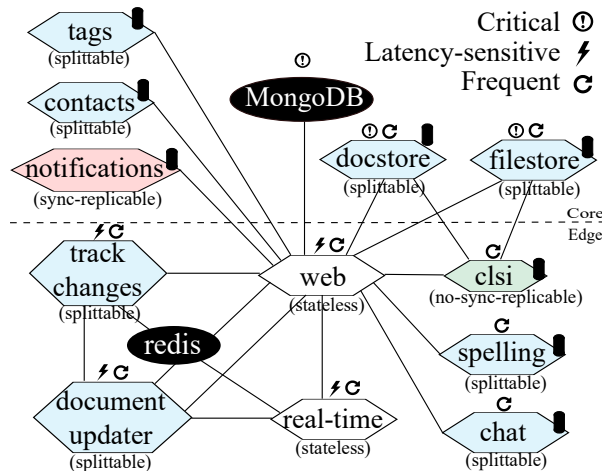 tags
(splittable)
contacts
(splittable)
notifications
(sync-replicable)
MongoDB
Critical
Latency-sensitive
Frequent
docstore
(splittable)
filestore
(splittable)
Core
Edge
track
changes
(splittable)
web
(stateless)
clsi
(no-sync-replicable)
redis
spelling
(splittable)
document
updater
(splittable)
real-time
(stateless)
chat
(splittable)